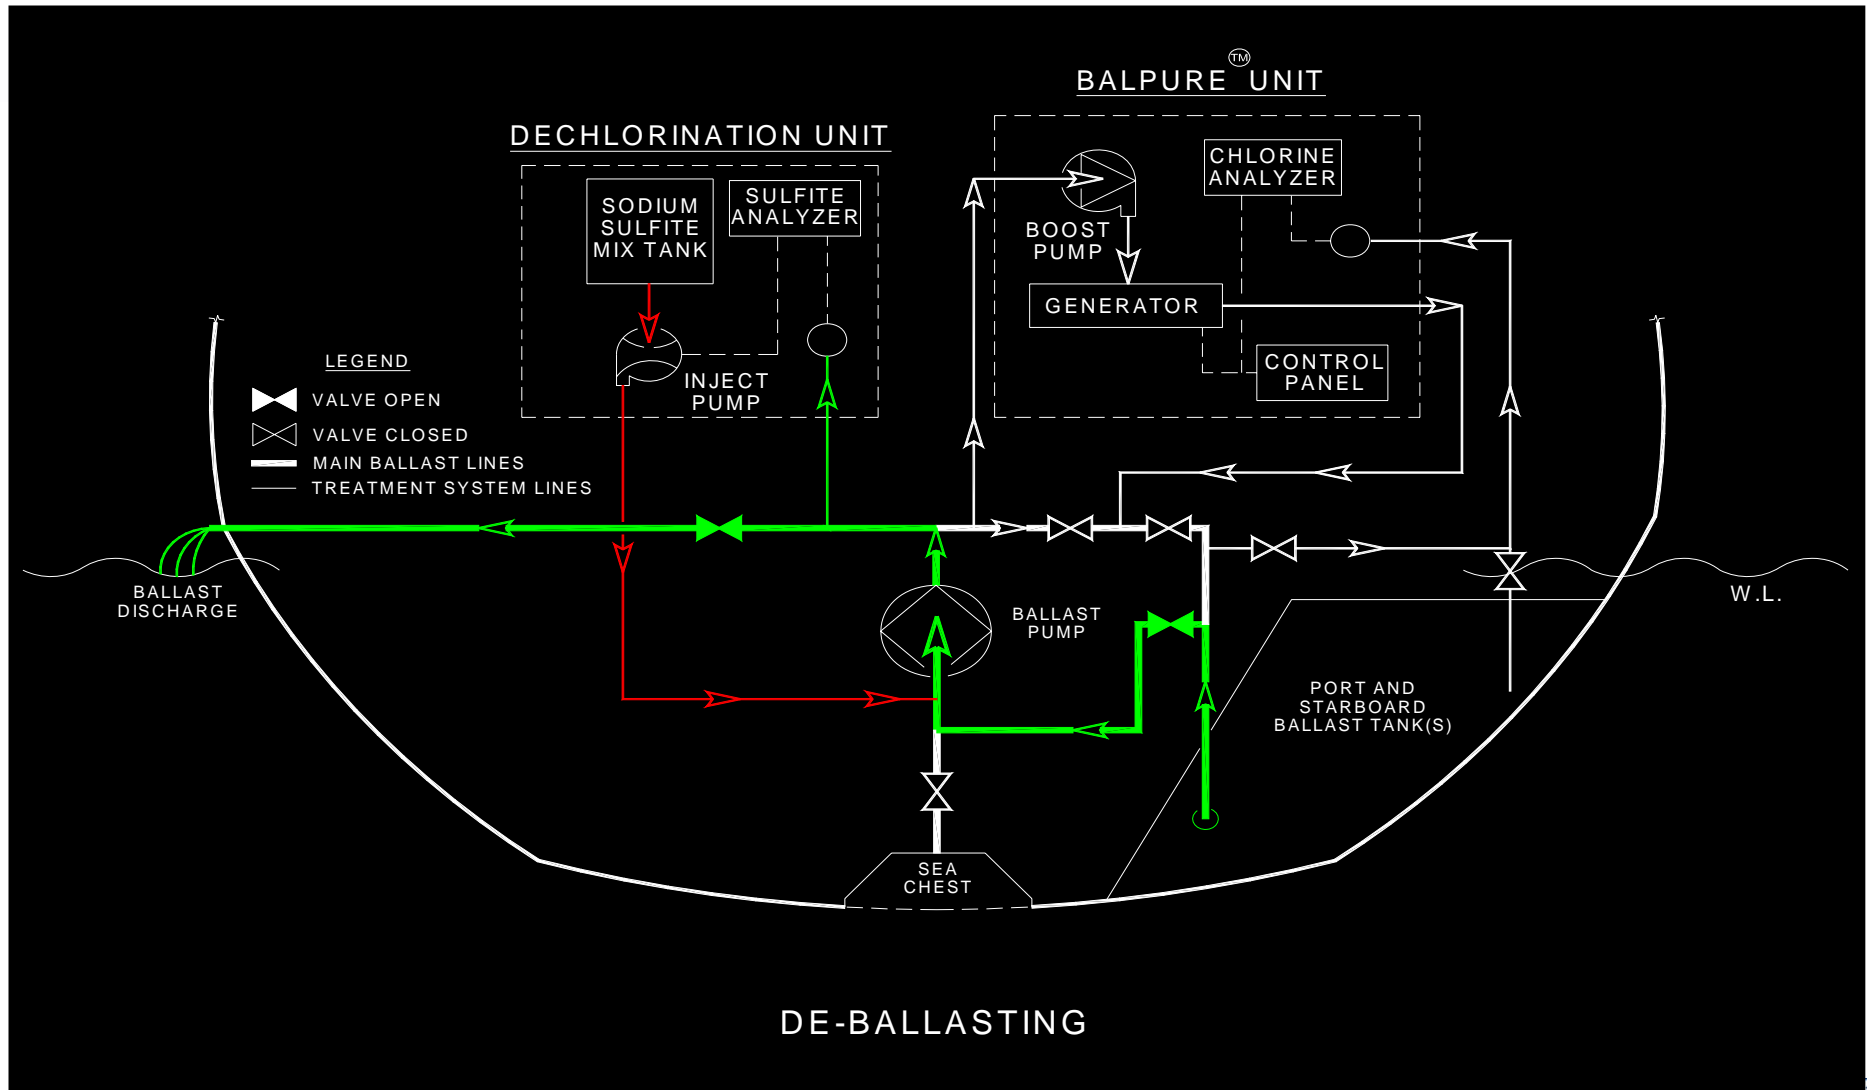 TM
BALPURE UNIT
DECHLORINATION UNIT
SODIUM
SULFITE
MIX TANK
SULFITE
ANALYZER
CHLORINE
ANALYZER
BOOST
PUMP
GENERATOR
CONTROL
PANEL
INJECT
PUMP
LEGEND
VALVE OPEN
VALVE CLOSED
MAIN BALLAST LINES
TREATMENT SYSTEM LINES
BALLAST
DISCHARGE
BALLAST
PUMP
W.L.
PORT AND
STARBOARD
BALLAST TANK(S)
SEA
CHEST
DE-BALLASTING